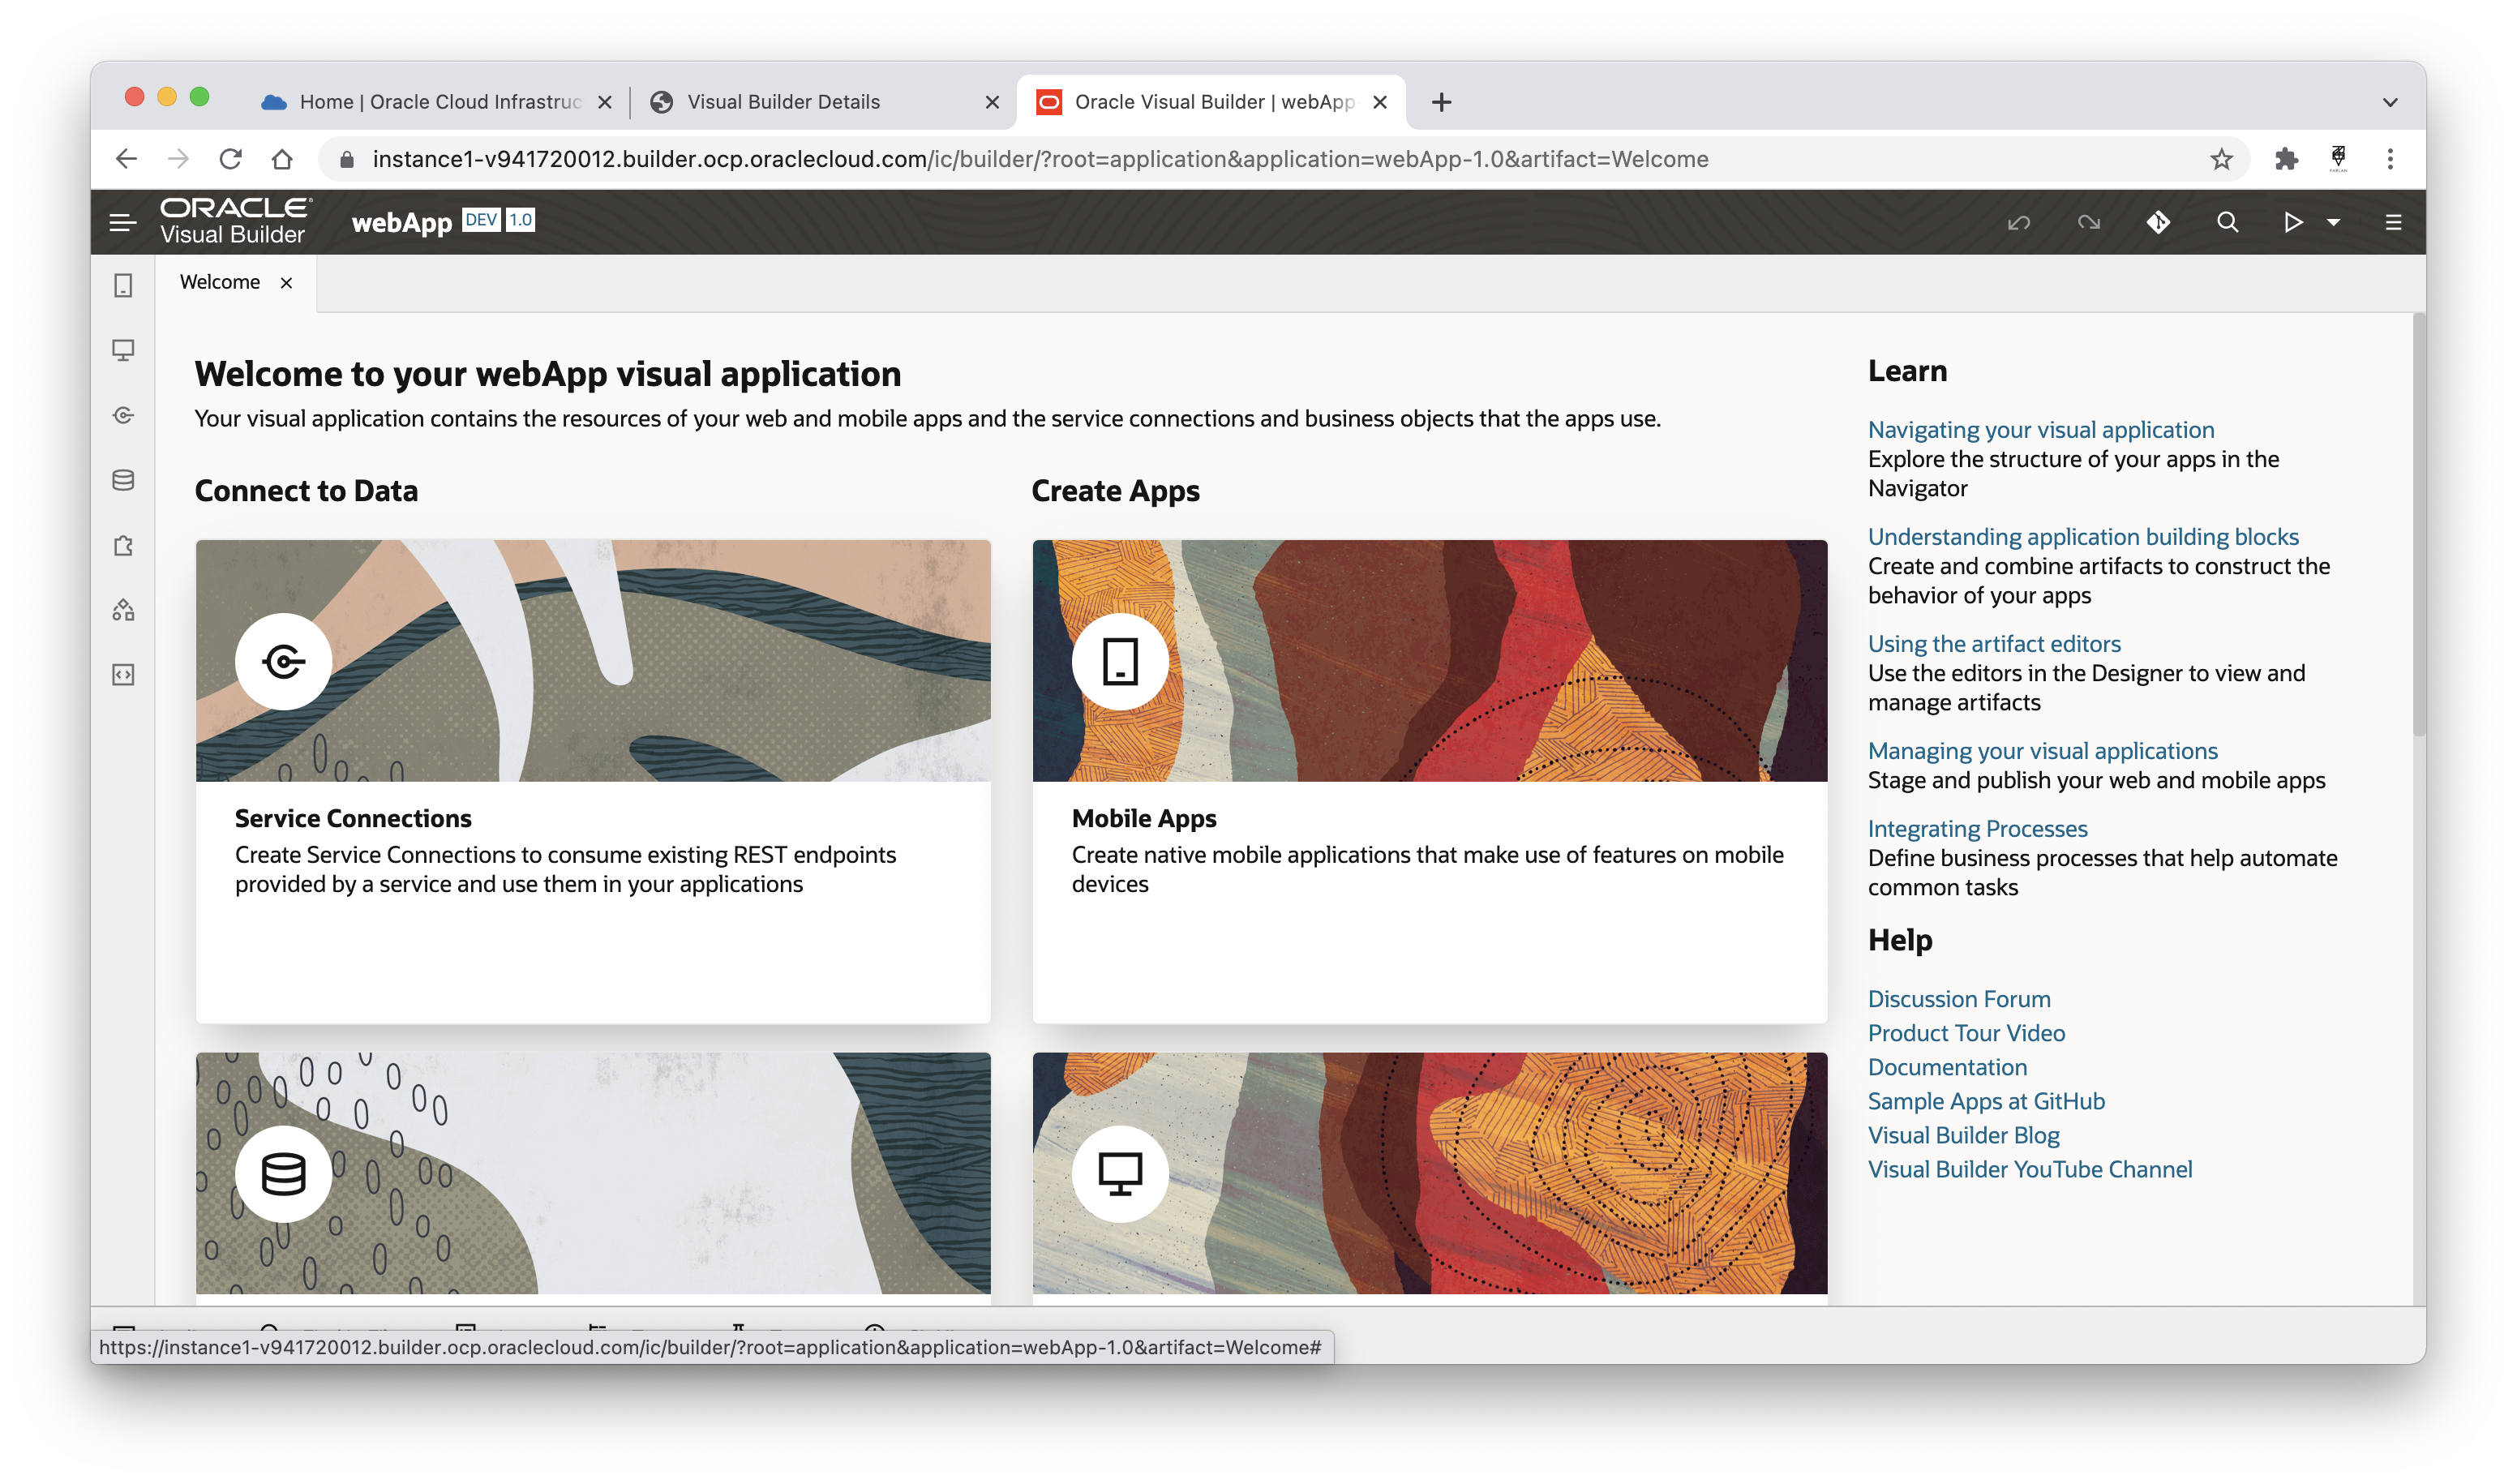 Home | Oracle Cloud Infrastruc
Visual Builder Details
Oracle Visual Builder | webApp
instance1-v941720012.builder.ocp.oraclecloud.com/ic/builder/?root=application&application=webApp-1.0&artifact=Welcome
ORACLE
Visual Builder
webApp DEV 1.0
Welcome
Welcome to your webApp visual application
Your visual application contains the resources of your web and mobile apps and the service connections and business objects that the apps use.
Connect to Data
Service Connections
Create Service Connections to consume existing REST endpoints
provided by a service and use them in your applications
Create Apps
Mobile Apps
Create native mobile applications that make use of features on mobile
devices
Learn
Navigating your visual application
Explore the structure of your apps in the
Navigator
Understanding application building blocks
Create and combine artifacts to construct the
behavior of your apps
Using the artifact editors
Use the editors in the Designer to view and
manage artifacts
Managing your visual applications
Stage and publish your web and mobile apps
Integrating Processes
Define business processes that help automate
common tasks
Help
Discussion Forum
Product Tour Video
Documentation
Sample Apps at GitHub
Visual Builder Blog
Visual Builder YouTube Channel
https://instance1-v941720012.builder.ocp.oraclecloud.com/ic/builder/?root=application&application=webApp-1.0&artifact=Welcome#